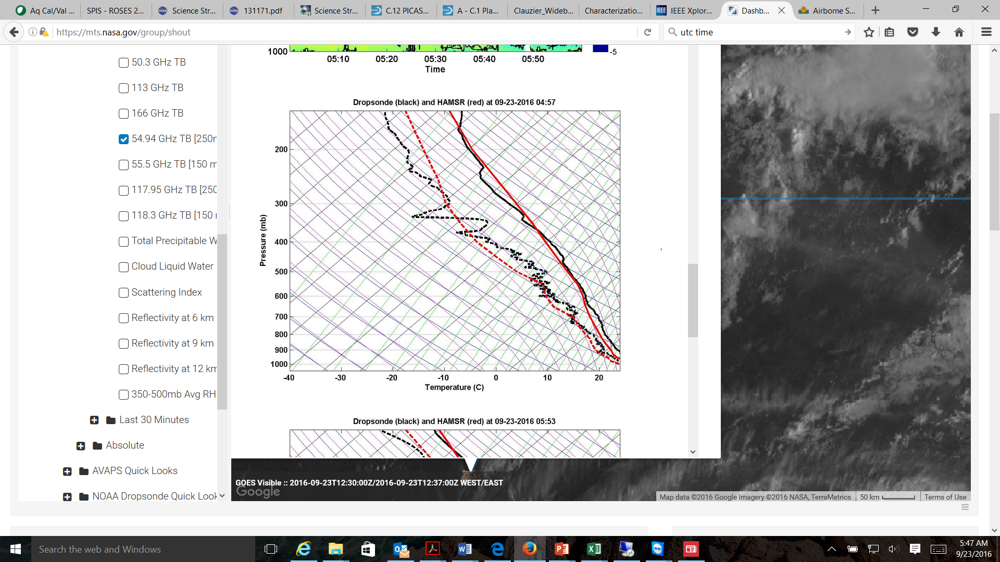 Aq Cal/Val ...
SPIS - ROSES 2...
Science Str...
131171.pdf
Science Str...
C.12 PICAS...
A - C.1 Pla...
Clauzier_Wideb...
Characterizatio...
IEEE Xplor...
Dashb...
Airborne S...
https://mts.nasa.gov/group/shout
utc time
50.3 GHz TB
113 GHz TB
166 GHz TB
54.94 GHz TB [250m
55.5 GHz TB [150 m
117.95 GHz TB [250
118.3 GHz TB [150
Total Precipitable W
Cloud Liquid Water
Scattering Index
Reflectivity at 6 km
Reflectivity at 9 km
Reflectivity at 12 km
350-500mb Avg RH
Last 30 Minutes
Absolute
AVAPS Quick Looks
NOAA Dropsonde Quick Look
1000
-5
05:10 05:20 05:30 05:40 05:50
Time
Dropsonde (black) and HAMSR (red) at 09-23-2016 04:57
200
300
400
500
600
700
800
900
1000
Pressure (mb)
-40 -30 -20 -10 0 10 20
Temperature (C)
Dropsonde (black) and HAMSR (red) at 09-23-2016 05:53
GOES Visible :: 2016-09-23T12:30:00Z/2016-09-23T12:37:00Z WEST/EAST
Google
Map data ©2016 Google Imagery ©2016 NASA, TerraMetrics
50 km
Terms of Use
Search the web and Windows
5:47 AM
9/23/2016